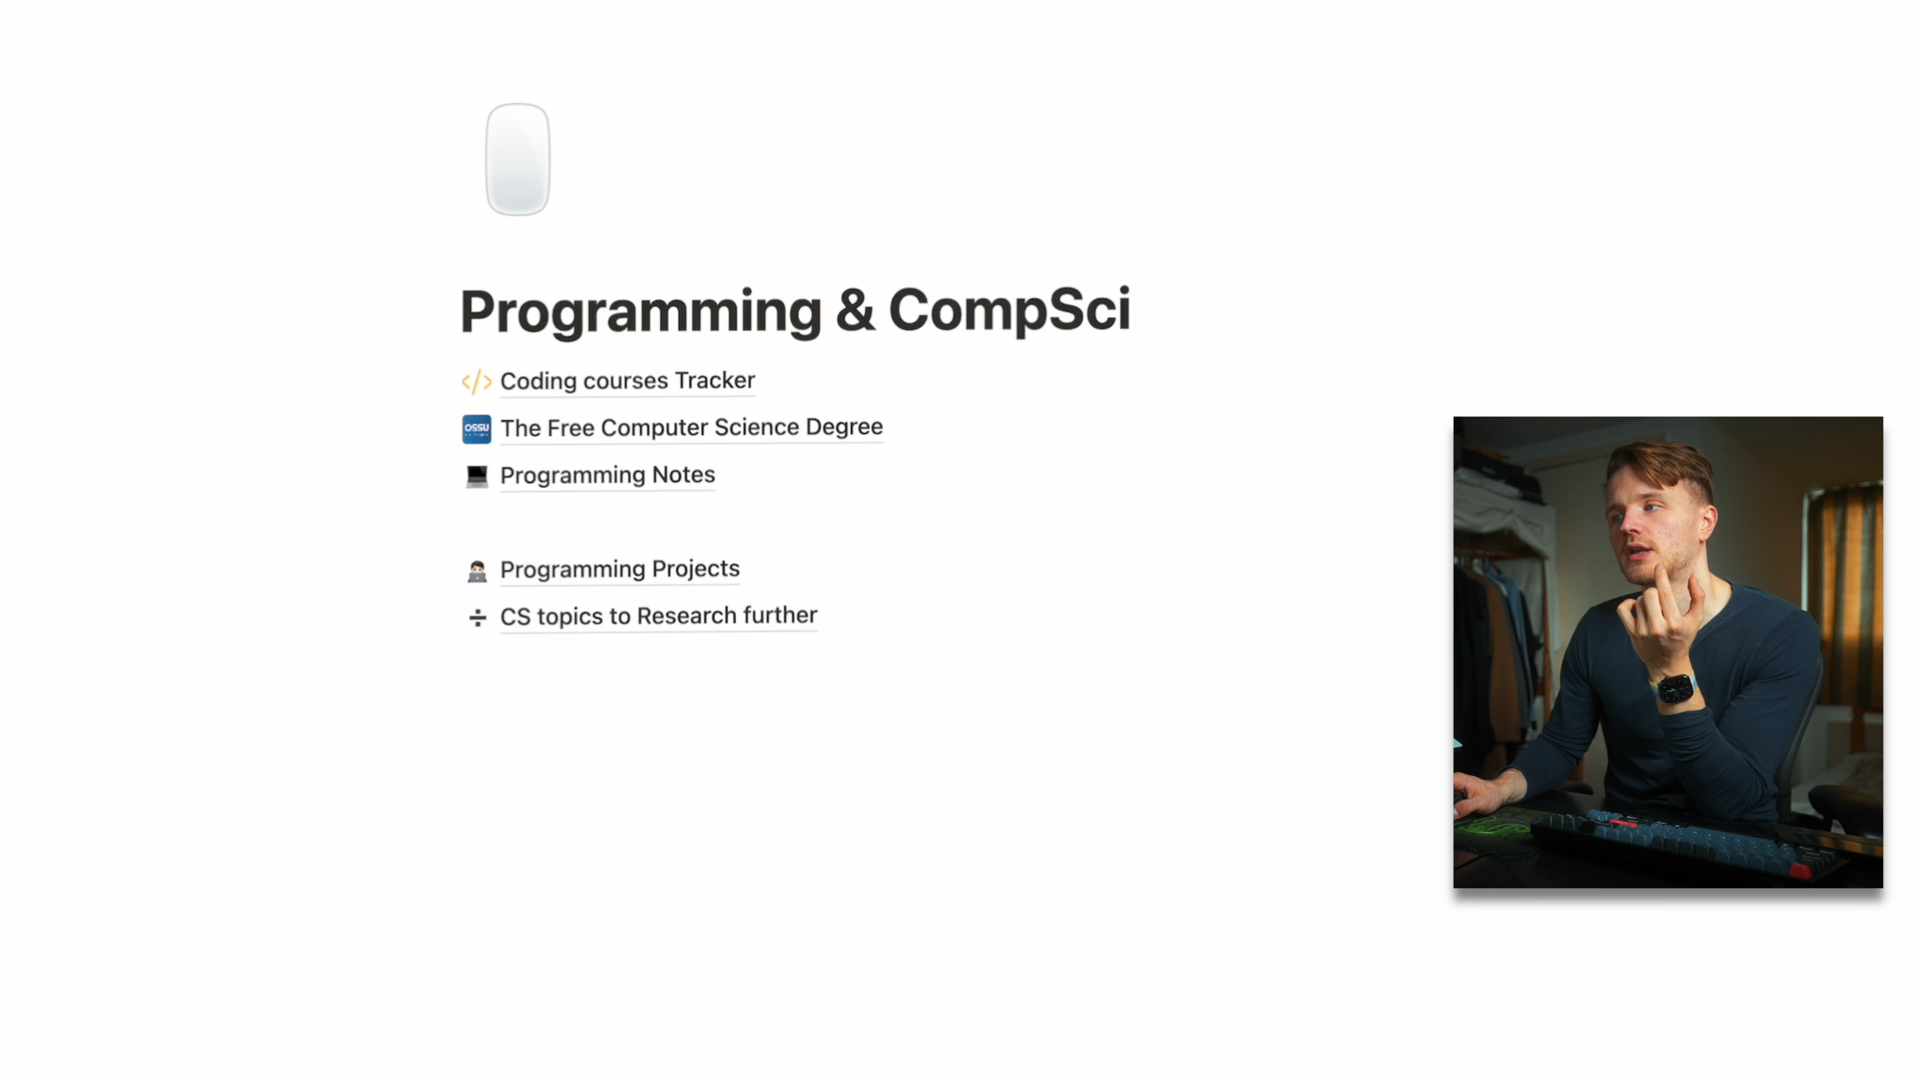 Programming & CompSci
</> Coding courses Tracker
OSSU The Free Computer Science Degree
Programming Notes
Programming Projects
÷ CS topics to Research further